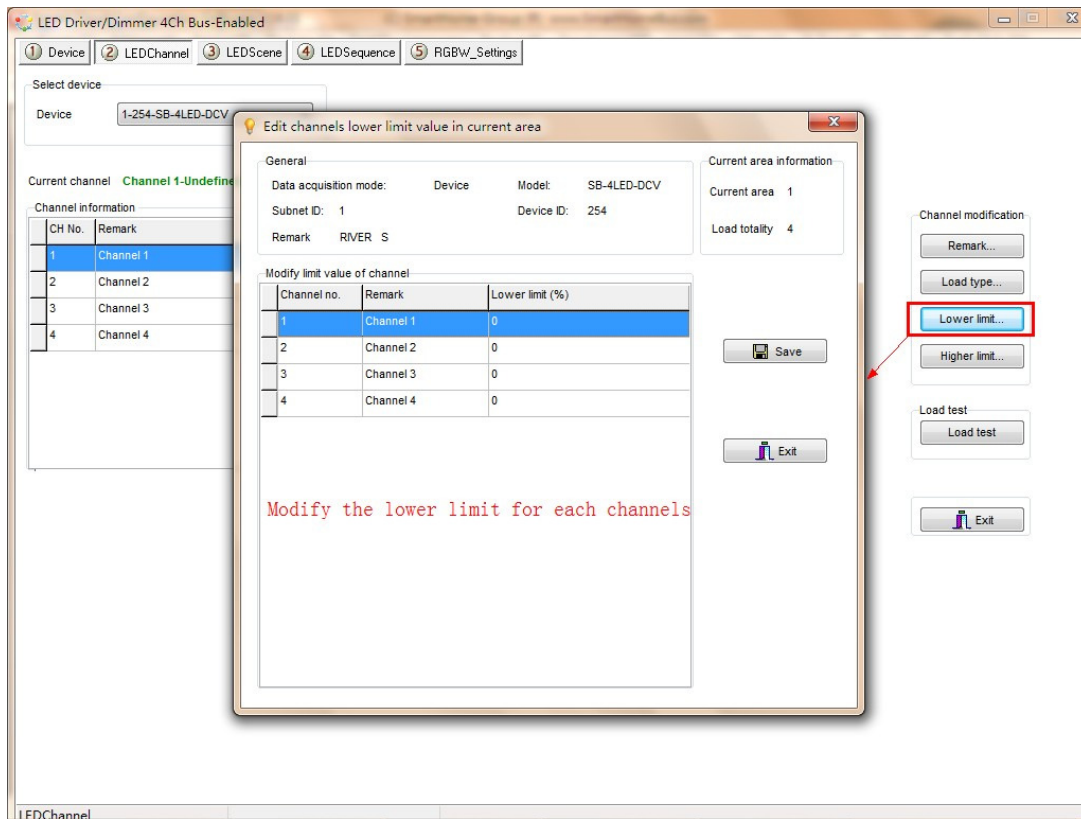 LED Driver/Dimmer 4Ch Bus-Enabled
1 Device 2 LEDChannel 3 LEDScene 4 LEDSequence 5 RGBW_Settings
Select device
Device 1-254-SB-4LED-DCV
Current channel Channel 1-Undefine
Channel information
CH No. Remark
1 Channel 1
2 Channel 2
3 Channel 3
4 Channel 4
Edit channels lower limit value in current area
General
Data acquisition mode: Device Model: SB-4LED-DCV
Subnet ID: 1 Device ID: 254
Remark RIVER S
Current area information
Current area 1
Load totality 4
Modify limit value of channel
Channel no. Remark Lower limit (%)
1 Channel 1 0
2 Channel 2 0
3 Channel 3 0
4 Channel 4 0
Save
Exit
Modify the lower limit for each channels
Channel modification
Remark...
Load type...
Lower limit...
Higher limit...
Load test
Load test
Exit
LEDChannel